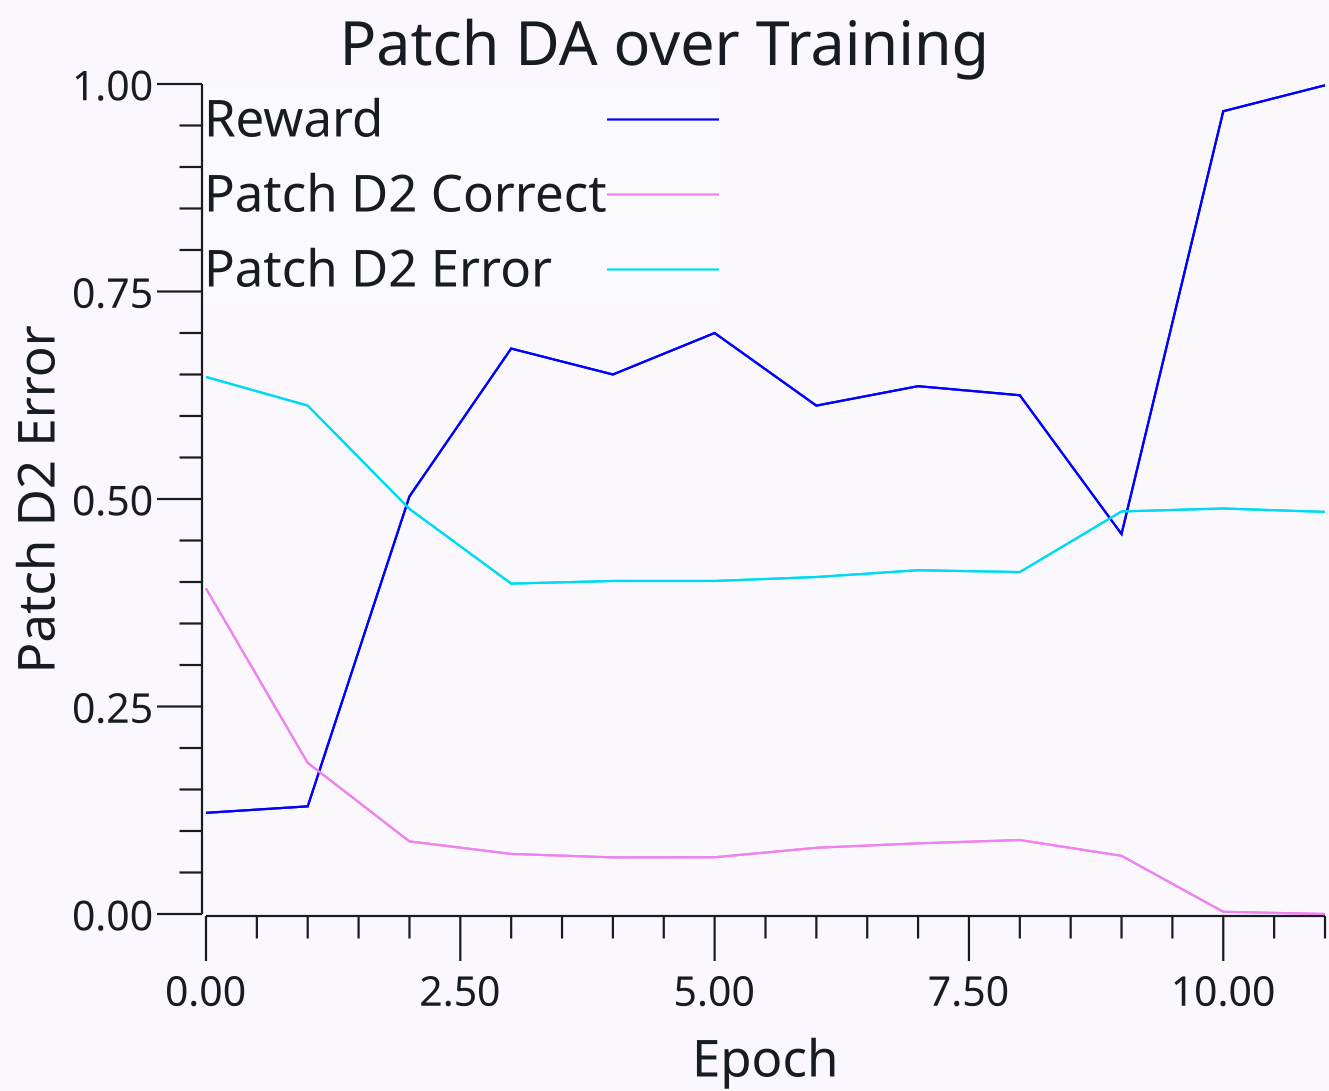 Patch DA over Training
1.00
Reward
Patch D2 Correct
Patch D2 Error
0.75
0.50
0.25
0.00
Patch D2 Error
0.00 2.50 5.00 7.50 10.00
Epoch